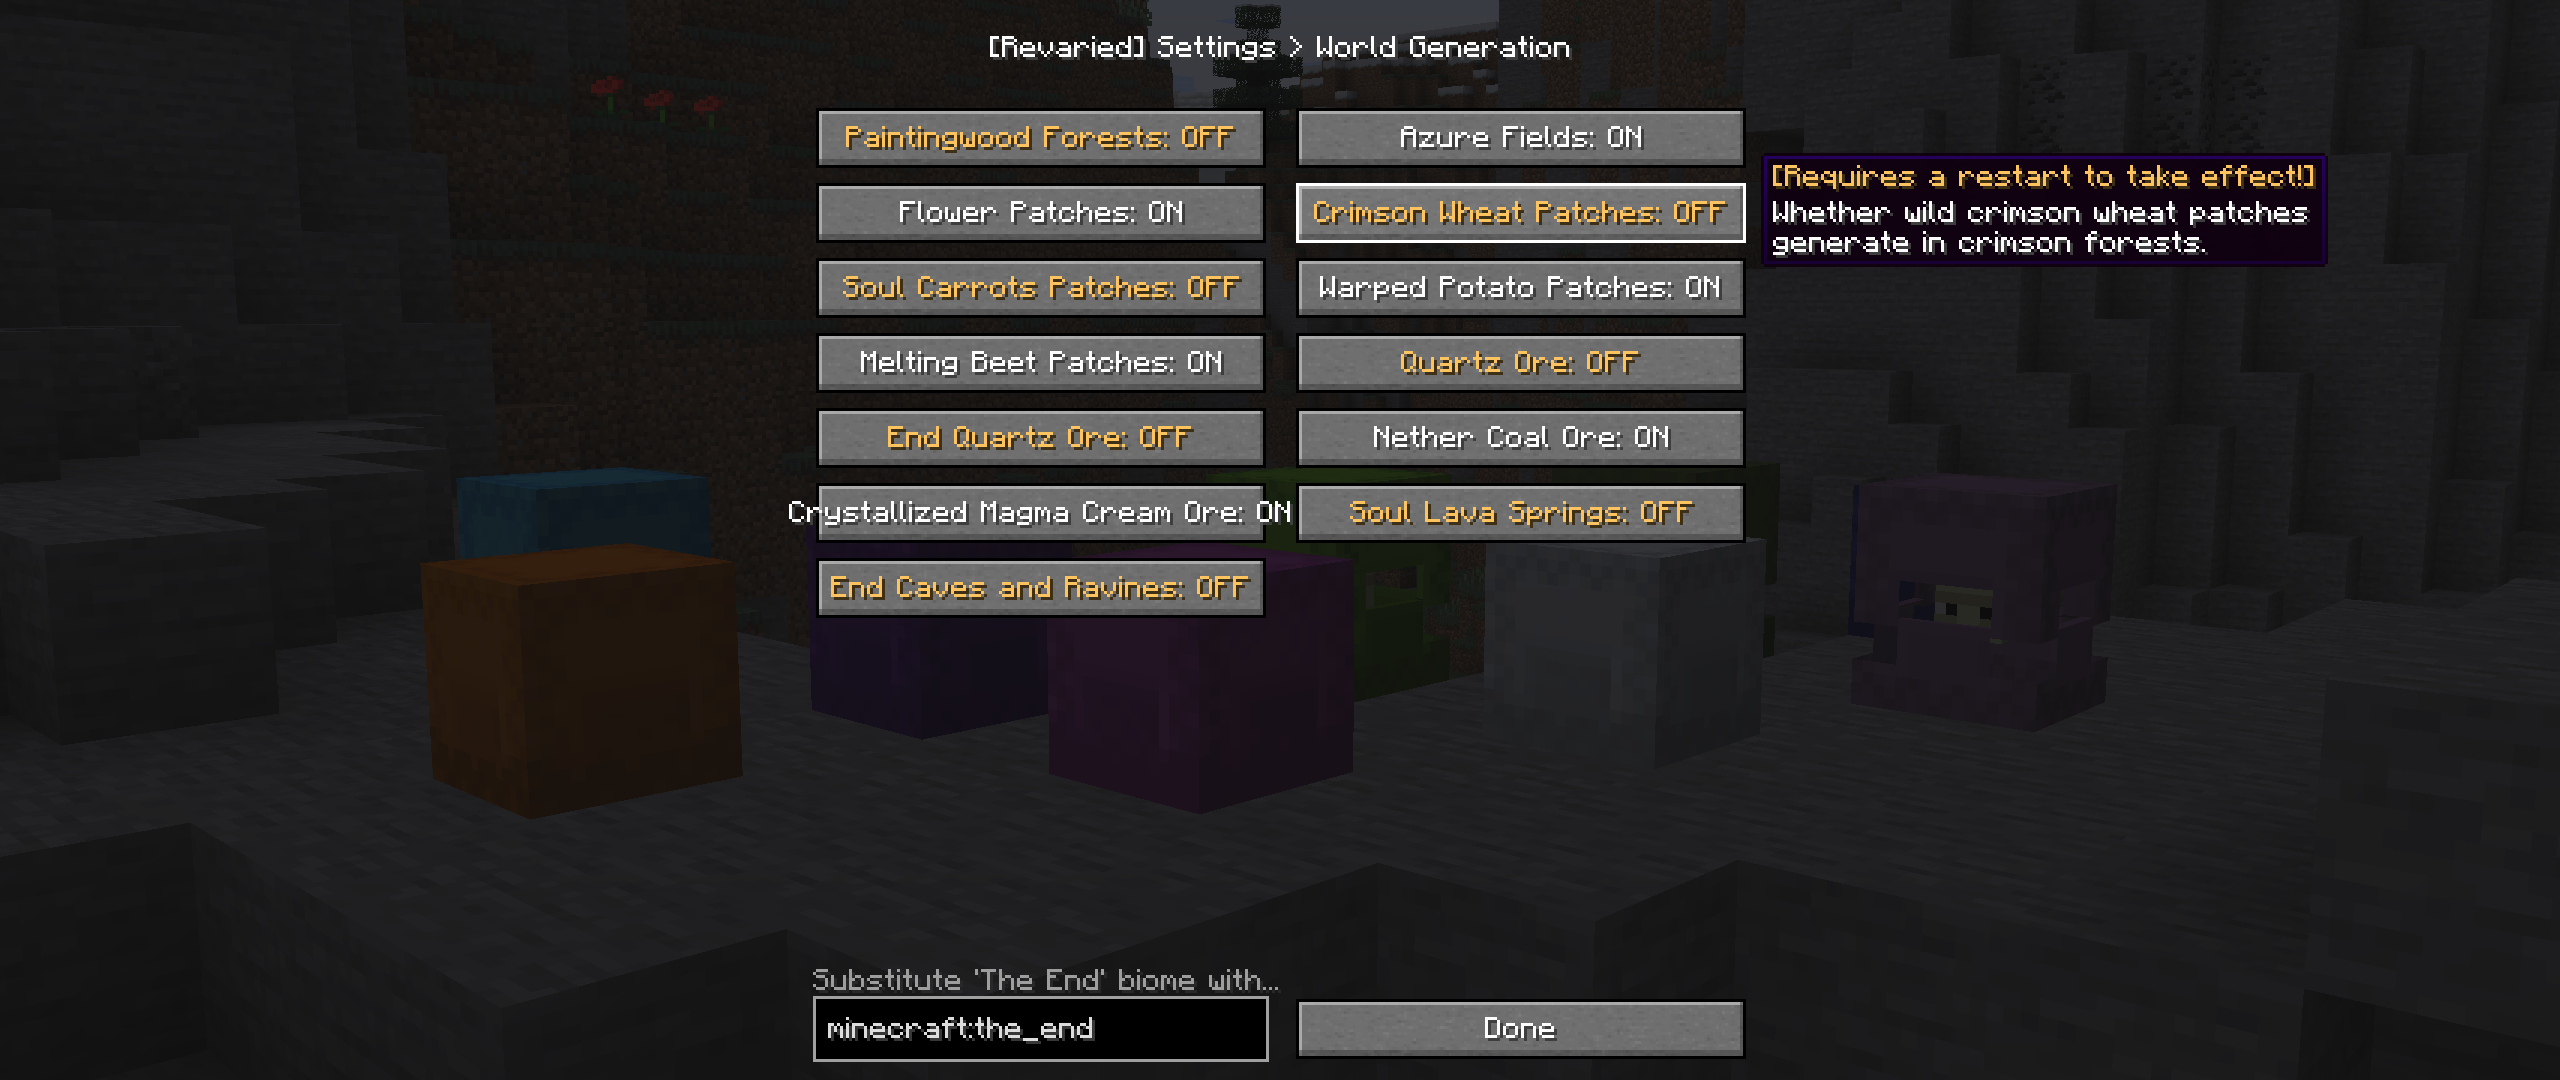 [Revaried] Settings > World Generation
Paintingwood Forests: OFF
Azure Fields: ON
Flower Patches: ON
Crimson Wheat Patches: OFF
[Requires a restart to take effect!]
Whether wild crimson wheat patches
generate in crimson forests.
Soul Carrots Patches: OFF
Warped Potato Patches: ON
Melting Beet Patches: ON
Quartz Ore: OFF
End Quartz Ore: OFF
Nether Coal Ore: ON
Crystallized Magma Cream Ore: ON
Soul Lava Springs: OFF
End Caves and Ravines: OFF
Substitute 'The End' biome with...
minecraft:the_end
Done